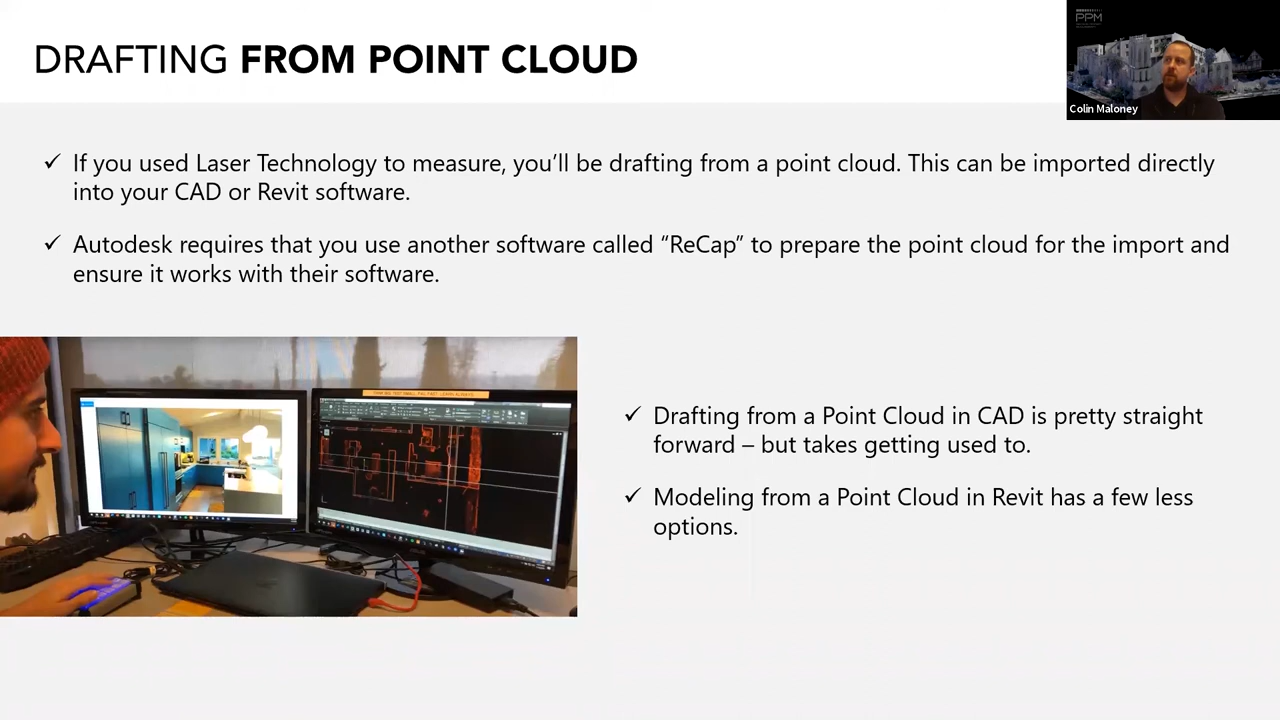 DRAFTING FROM POINT CLOUD
PPM
Colin Maloney
✓ If you used Laser Technology to measure, you’ll be drafting from a point cloud. This can be imported directly
into your CAD or Revit software.
✓ Autodesk requires that you use another software called “ReCap” to prepare the point cloud for the import and
ensure it works with their software.
✓ Drafting from a Point Cloud in CAD is pretty straight
forward – but takes getting used to.
✓ Modeling from a Point Cloud in Revit has a few less
options.